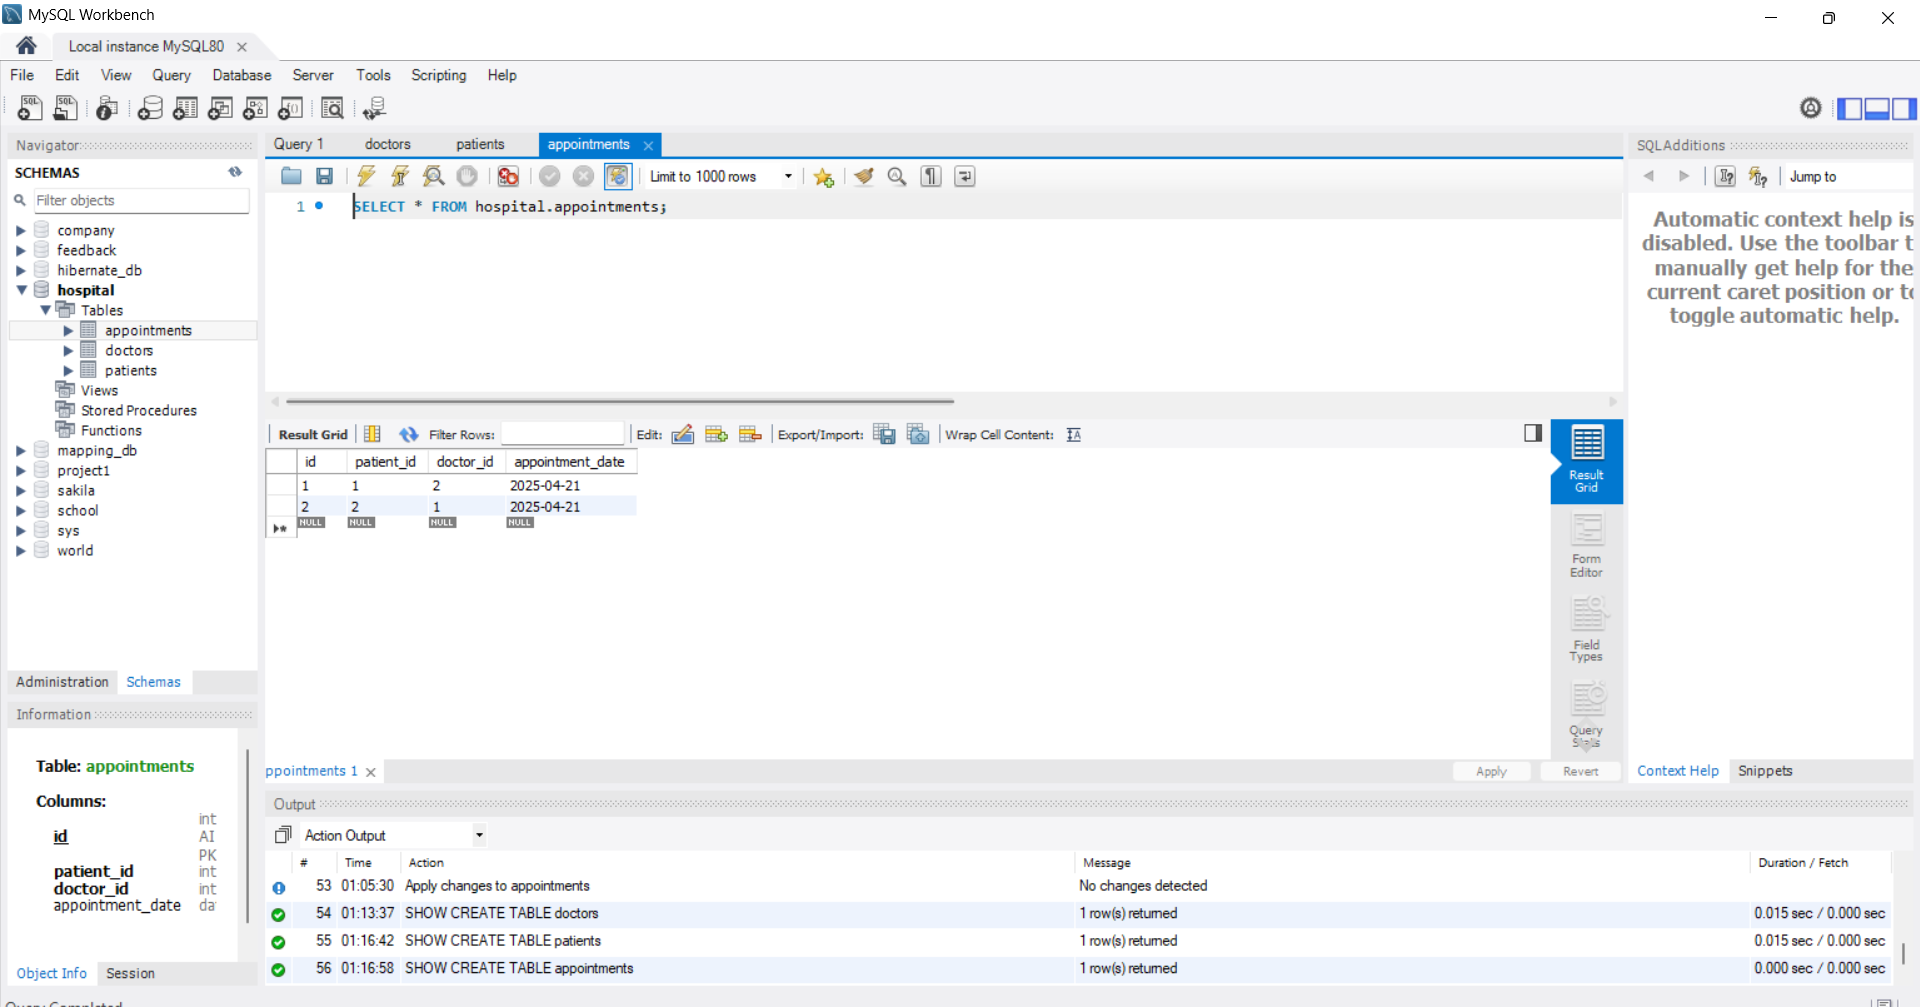 MySQL Workbench
Local instance MySQL80
File Edit View Query Database Server Tools Scripting Help
Navigator
SCHEMAS
Filter objects
company
feedback
hibernate_db
hospital
Tables
appointments
doctors
patients
Views
Stored Procedures
Functions
mapping_db
project1
sakila
school
sys
world
Administration Schemas
Information
Table: appointments
Columns:
id int AI PK
patient_id int
doctor_id int
appointment_date da
Object Info Session
Query 1 doctors patients appointments
Limit to 1000 rows
1 SELECT * FROM hospital.appointments;
Result Grid Filter Rows: Edit: Export/Import: Wrap Cell Content:
id patient_id doctor_id appointment_date
1 1 2 2025-04-21
2 2 1 2025-04-21
NULL NULL NULL NULL
Result Grid
Form Editor
Field Types
Query Stats
ppointments 1
Apply Revert
Output
Action Output
# Time Action Message Duration / Fetch
53 01:05:30 Apply changes to appointments No changes detected
54 01:13:37 SHOW CREATE TABLE doctors 1 row(s) returned 0.015 sec / 0.000 sec
55 01:16:42 SHOW CREATE TABLE patients 1 row(s) returned 0.015 sec / 0.000 sec
56 01:16:58 SHOW CREATE TABLE appointments 1 row(s) returned 0.000 sec / 0.000 sec
SQLAdditions
Jump to
Automatic context help is
disabled. Use the toolbar t
manually get help for the
current caret position or to
toggle automatic help.
Context Help Snippets
Query Completed